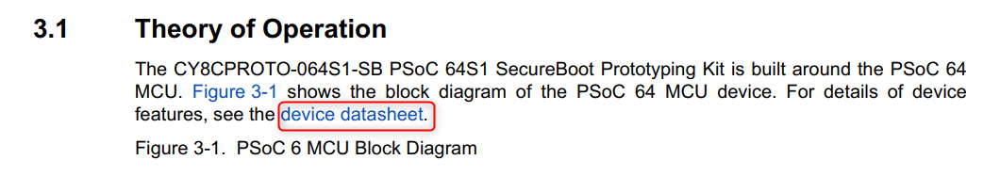 3.1 Theory of Operation
The CY8CPROTO-064S1-SB PSoC 64S1 SecureBoot Prototyping Kit is built around the PSoC 64
MCU. Figure 3-1 shows the block diagram of the PSoC 64 MCU device. For details of device
features, see the device datasheet.
Figure 3-1. PSoC 6 MCU Block Diagram